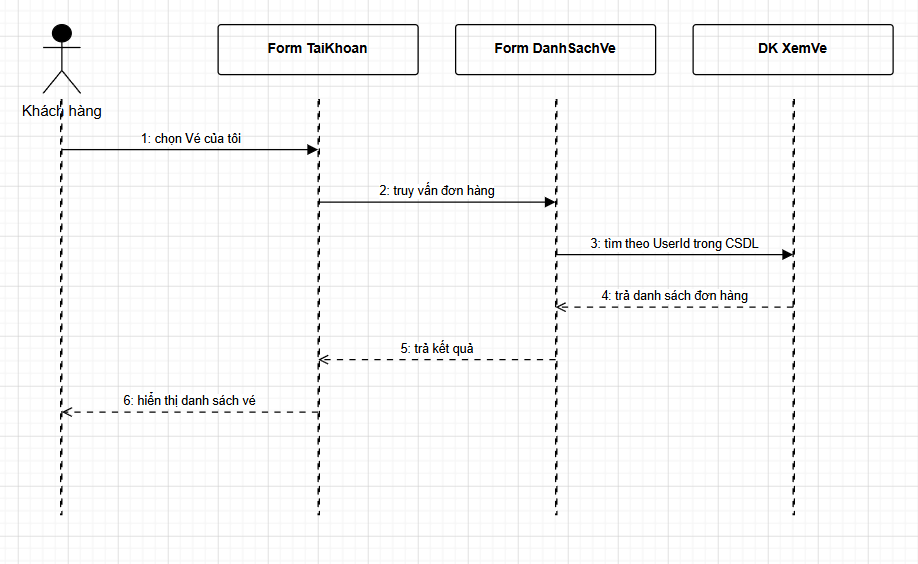 Form TaiKhoan
Form DanhSachVe
DK XemVe
Khách hàng
1: chọn Vé của tôi
2: truy vấn đơn hàng
3: tìm theo UserId trong CSDL
4: trả danh sách đơn hàng
5: trả kết quả
6: hiển thị danh sách vé